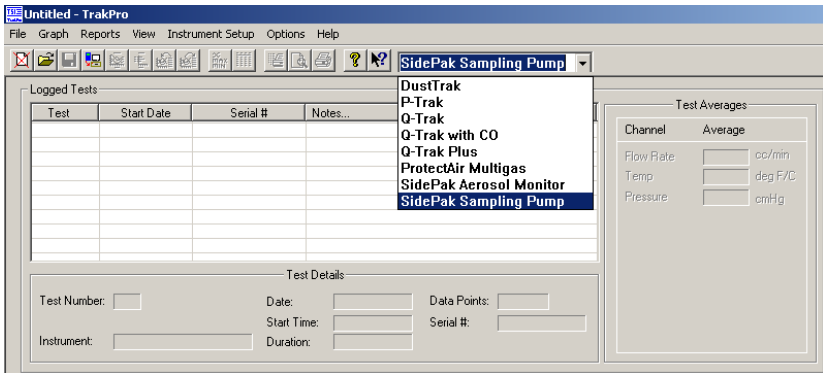 Untitled - TrakPro
File Graph Reports View Instrument Setup Options Help
SidePak Sampling Pump
DustTrak
P-Trak
Q-Trak
Q-Trak with CO
Q-Trak Plus
ProtectAir Multigas
SidePak Aerosol Monitor
SidePak Sampling Pump
Logged Tests
Test Start Date Serial # Notes...
Test Averages
Channel Average
Flow Rate cc/min
Temp deg F/C
Pressure cmHg
Test Details
Test Number: Date: Data Points:
Start Time: Serial #:
Instrument: Duration: